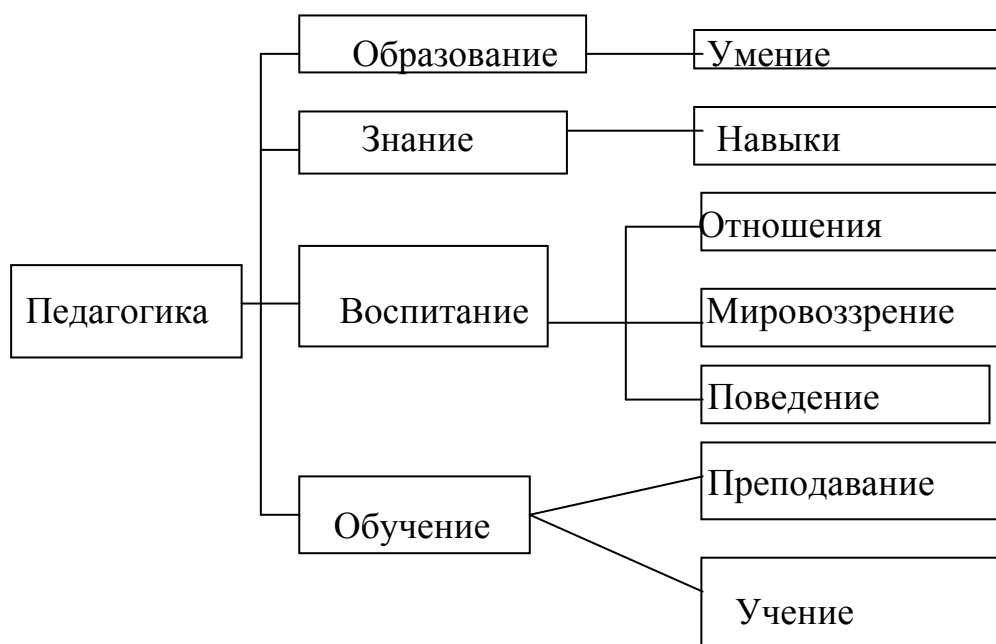 Образование
Умение
Знание
Навыки
Отношения
Педагогика
Воспитание
Мировоззрение
Поведение
Преподавание
Обучение
Учение